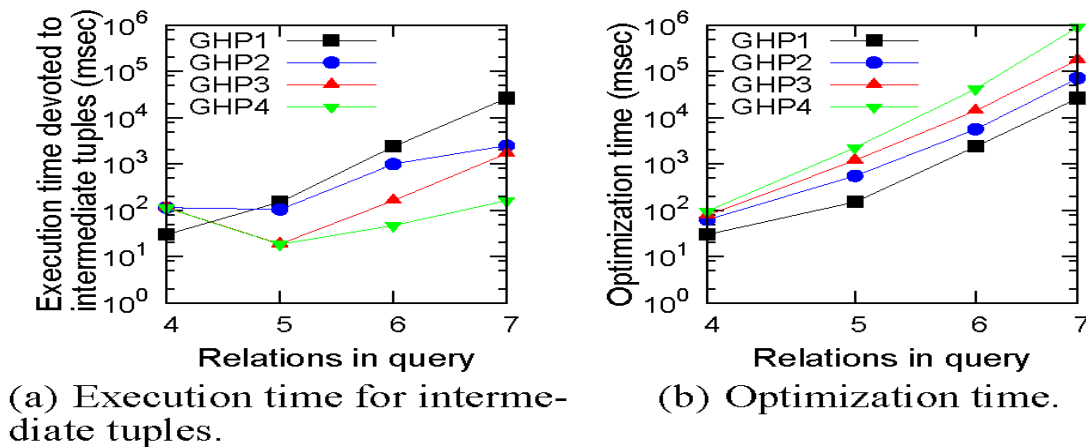 Execution time devoted to
intermediate tuples (msec)
10^6
10^5
10^4
10^3
10^2
10^1
10^0
GHP1
GHP2
GHP3
GHP4
4 5 6 7
Relations in query
(a) Execution time for interme-
diate tuples.
Optimization time (msec)
10^6
10^5
10^4
10^3
10^2
10^1
10^0
GHP1
GHP2
GHP3
GHP4
4 5 6 7
Relations in query
(b) Optimization time.